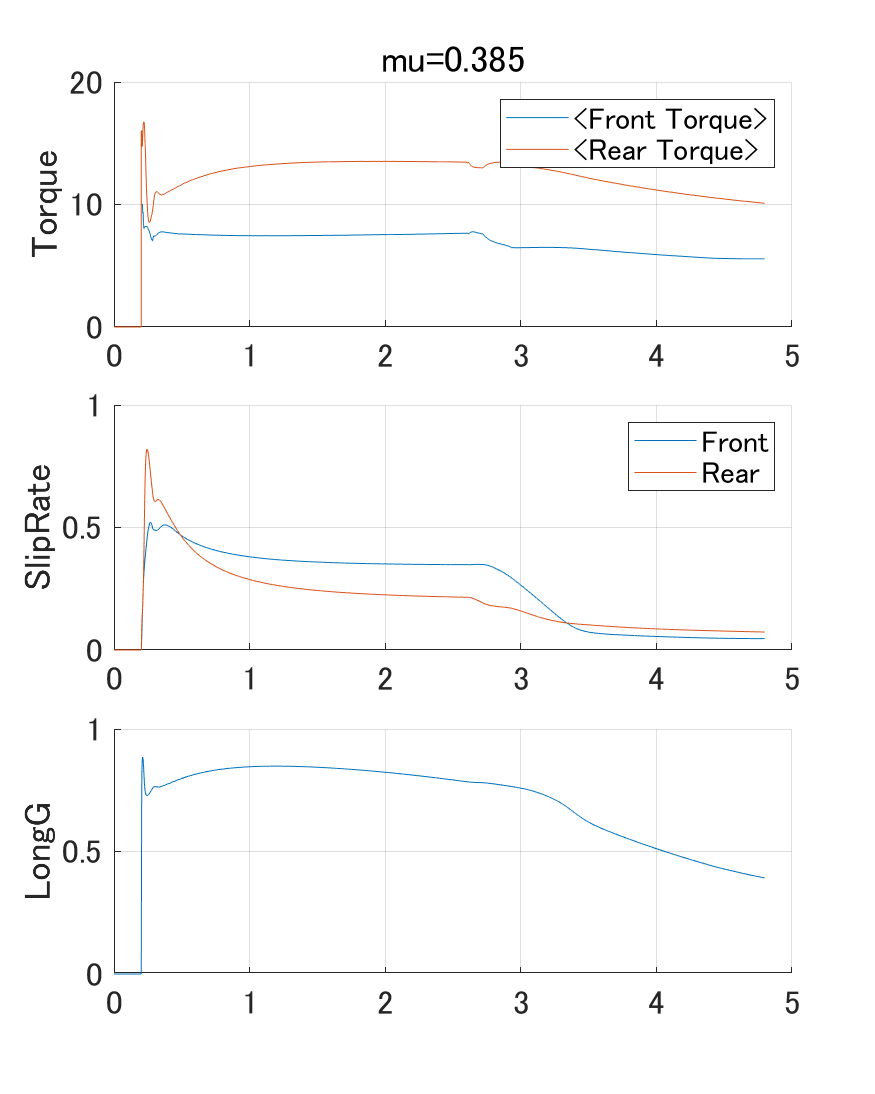 mu=0.385
Torque
20
10
0
<Front Torque>
<Rear Torque>
0 1 2 3 4 5
SlipRate
1
0.5
0
Front
Rear
0 1 2 3 4 5
LongG
1
0.5
0
0 1 2 3 4 5